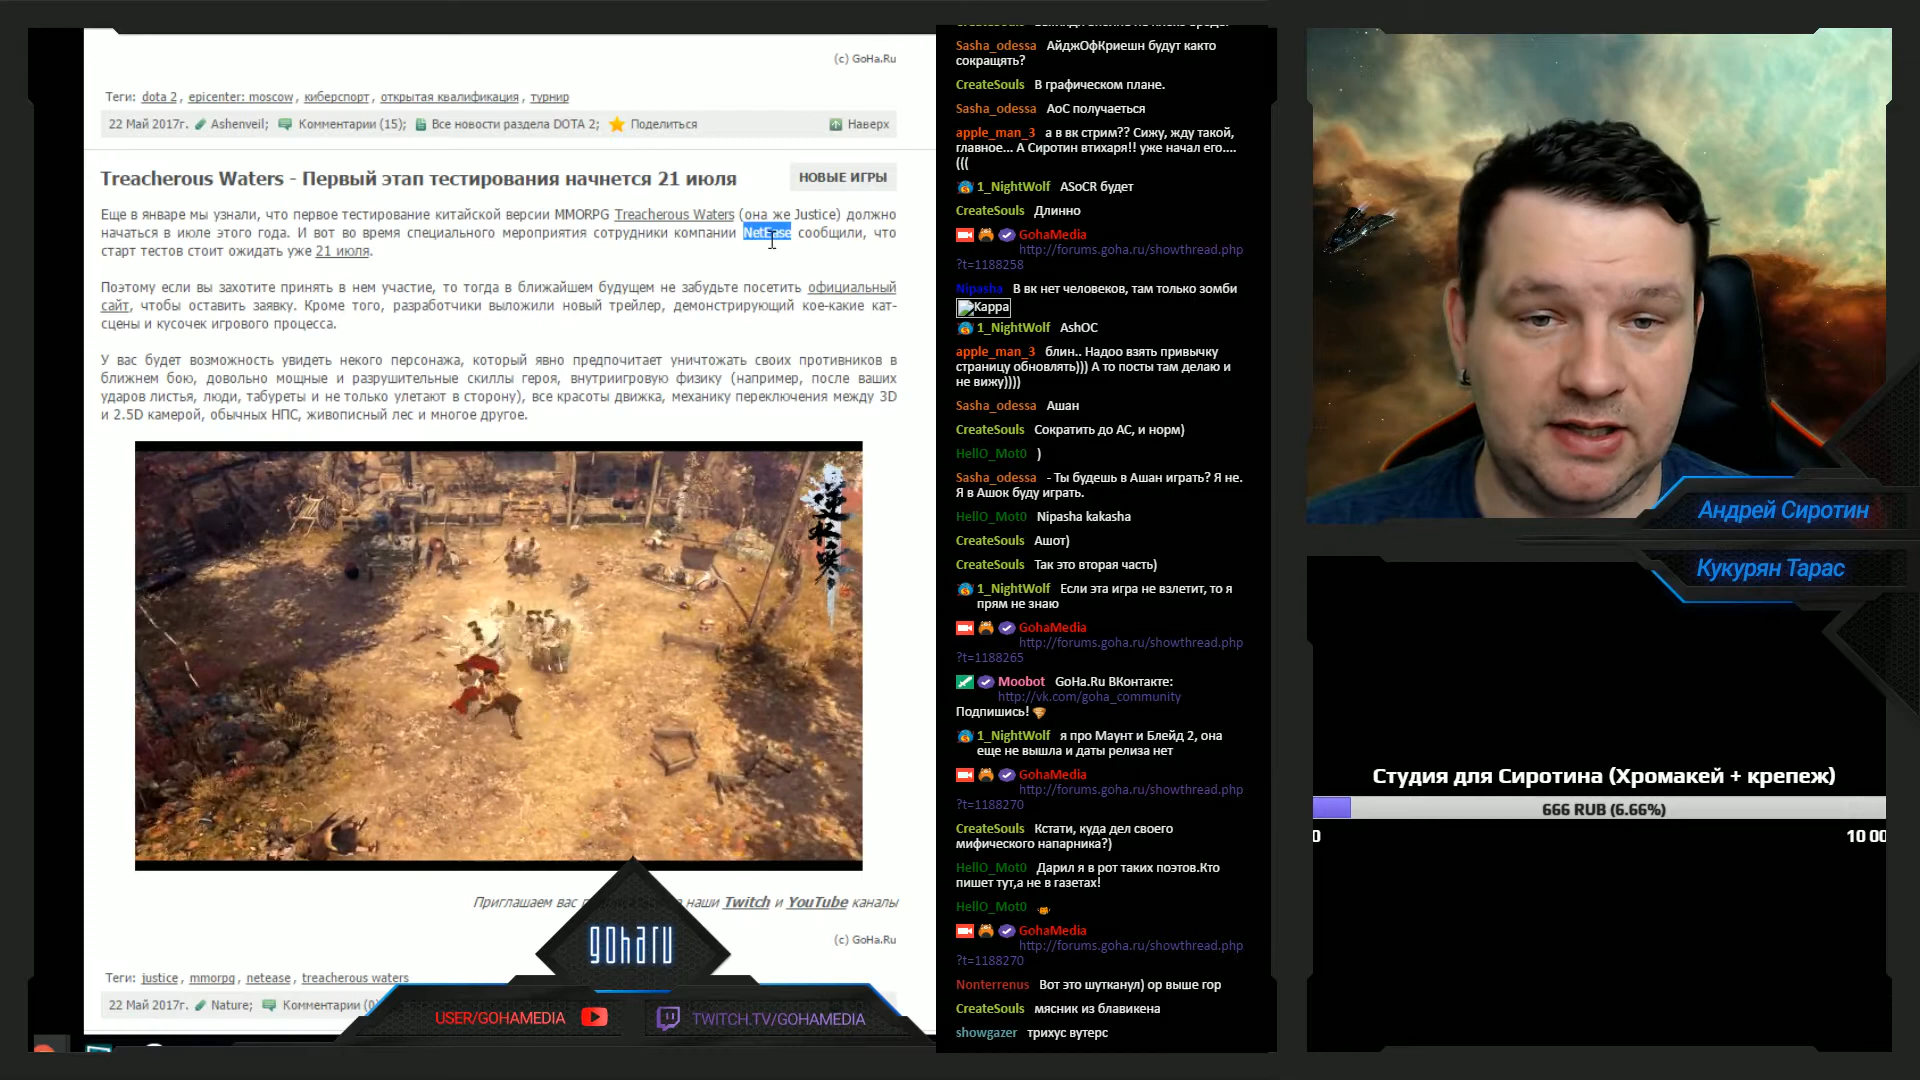 (c) GoHa.Ru
Теги: dota 2 , epicenter: moscow , киберспорт , открытая квалификация , турнир
22 Май 2017г. Ashenveil; Комментарии (15); Все новости раздела DOTA 2; Поделиться Наверх
Treacherous Waters - Первый этап тестирования начнется 21 июля
НОВЫЕ ИГРЫ
Еще в январе мы узнали, что первое тестирование китайской версии MMORPG Treacherous Waters (она же Justice) должно
начаться в июле этого года. И вот во время специального мероприятия сотрудники компании NetEase сообщили, что
старт тестов стоит ожидать уже 21 июля.
Поэтому если вы захотите принять в нем участие, то тогда в ближайшем будущем не забудьте посетить официальный
сайт, чтобы оставить заявку. Кроме того, разработчики выложили новый трейлер, демонстрирующий кое-какие кат-
сцены и кусочек игрового процесса.
У вас будет возможность увидеть некого персонажа, который явно предпочитает уничтожать своих противников в
ближнем бою, довольно мощные и разрушительные скиллы героя, внутриигровую физику (например, после ваших
ударов листья, люди, табуреты и не только улетают в сторону), все красоты движка, механику переключения между 3D
и 2.5D камерой, обычных НПС, живописный лес и многое другое.
Приглашаем вас
наши Twitch и YouTube каналы
(c) GoHa.Ru
Теги: justice , mmorpg , netease , treacherous waters
22 Май 2017г. Nature; Комментарии (0)
goharu
USER/GOHAMEDIA
TWITCH.TV/GOHAMEDIA
Sasha_odessa АйджОфКриешн будут както
сокращять?
CreateSouls В графическом плане.
Sasha_odessa АоС получаеться
apple_man_3 а в вк стрим?? Сижу, жду такой,
главное... А Сиротин втихаря!! уже начал его....
(((
1_NightWolf ASoCR будет
CreateSouls Длинно
GohaMedia
http://forums.goha.ru/showthread.php
?t=1188258
Nipasha В вк нет человеков, там только зомби
Kappa
1_NightWolf AshOC
apple_man_3 блин.. Надоо взять привычку
страницу обновлять))) А то посты там делаю и
не вижу))))
Sasha_odessa Ашан
CreateSouls Сократить до АС, и норм)
HellO_Mot0 )
Sasha_odessa - Ты будешь в Ашан играть? Я не.
Я в Ашок буду играть.
HellO_Mot0 Nipasha kakasha
CreateSouls Ашот)
CreateSouls Так это вторая часть)
1_NightWolf Если эта игра не взлетит, то я
прям не знаю
GohaMedia
http://forums.goha.ru/showthread.php
?t=1188265
Moobot GoHa.Ru ВКонтакте:
http://vk.com/goha_community
Подпишись!
1_NightWolf я про Маунт и Блейд 2, она
еще не вышла и даты релиза нет
GohaMedia
http://forums.goha.ru/showthread.php
?t=1188270
CreateSouls Кстати, куда дел своего
мифического напарника?)
HellO_Mot0 Дарил я в рот таких поэтов.Кто
пишет тут,а не в газетах!
HellO_Mot0
GohaMedia
http://forums.goha.ru/showthread.php
?t=1188270
Nonterrenus Вот это шутканул) ор выше гор
CreateSouls мясник из блавикена
showgazer трихус вутерс
Андрей Сиротин
Кукурян Тарас
Студия для Сиротина (Хромакей + крепеж)
666 RUB (6.66%)
0
10 00